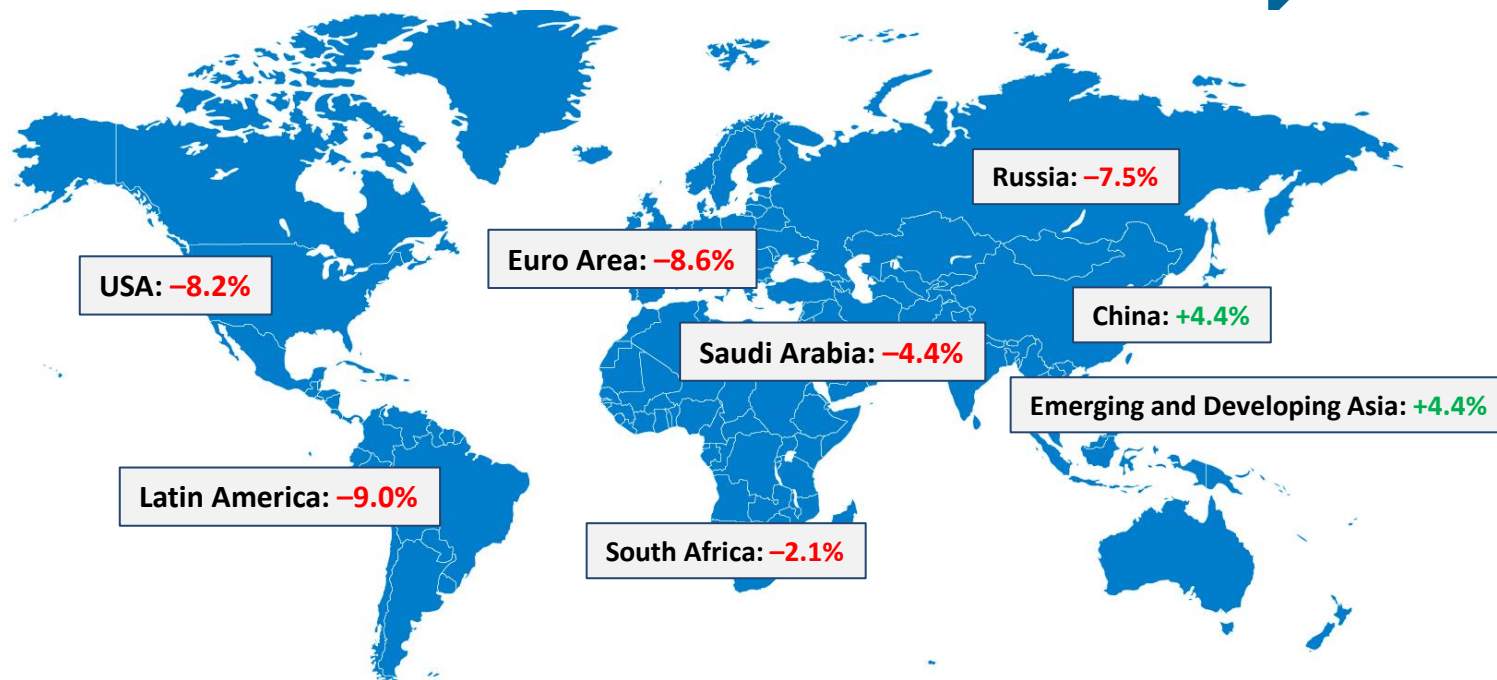 Russia: –7.5%
Euro Area: –8.6%
USA: –8.2%
China: +4.4%
Saudi Arabia: –4.4%
Emerging and Developing Asia: +4.4%
Latin America: –9.0%
South Africa: –2.1%